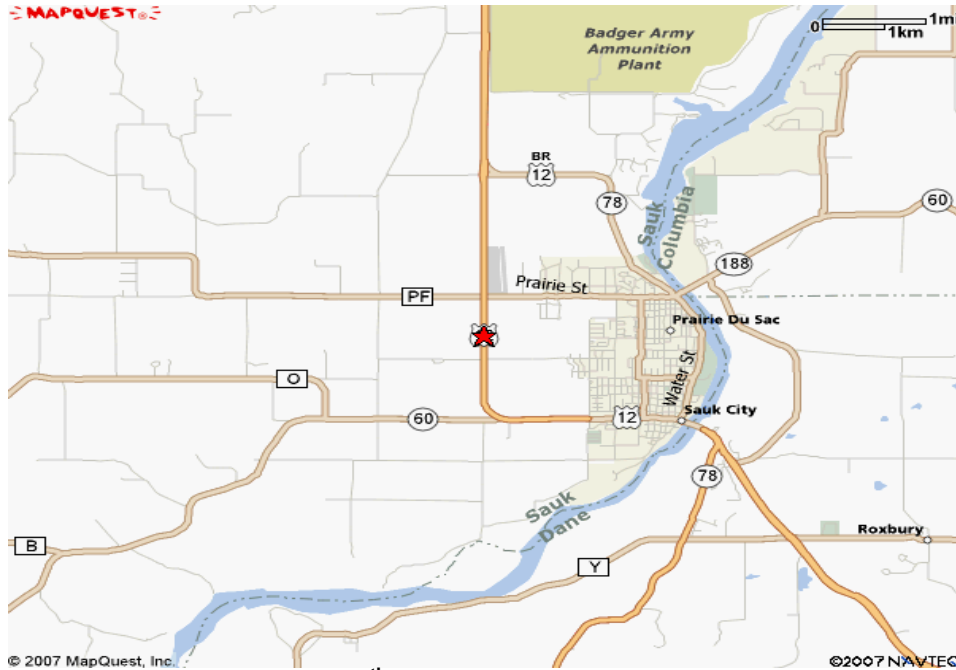 MAPQUEST®
0 1mi
1km
Badger Army
Ammunition
Plant
BR
12
78
Sauk
Columbia
60
188
Prairie St
PF
Prairie Du Sac
O
Water St
60
12
Sauk City
78
Sauk
Dane
Roxbury
B
Y
© 2007 MapQuest, Inc.
©2007 NAVTEQ